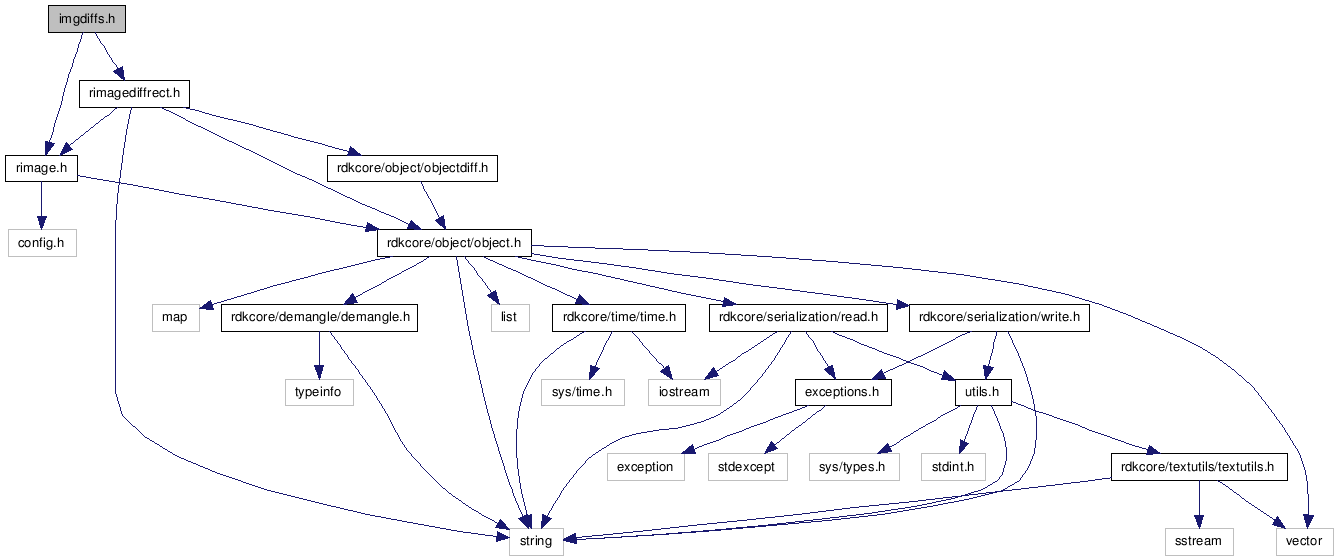 imgdiffs.h
rimagediffrect.h
rimage.h
rdkcore/object/objectdiff.h
config.h
rdkcore/object/object.h
map
rdkcore/demangle/demangle.h
list
rdkcore/time/time.h
rdkcore/serialization/read.h
rdkcore/serialization/write.h
typeinfo
sys/time.h
iostream
exceptions.h
utils.h
exception
stdexcept
sys/types.h
stdint.h
rdkcore/textutils/textutils.h
string
sstream
vector